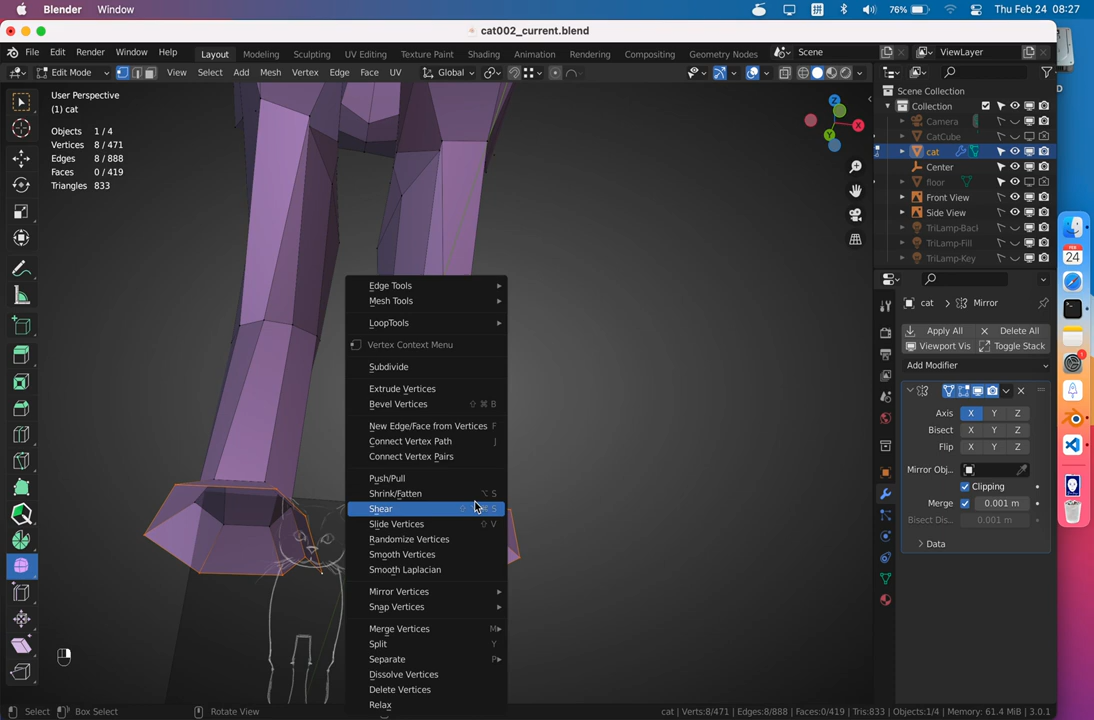 Blender Window 拼 76% Thu Feb 24 08:27
cat002_current.blend
File Edit Render Window Help Layout Modeling Sculpting UV Editing Texture Paint Shading Animation Rendering Compositing Geometry Nodes Scene ViewLayer
Edit Mode View Select Add Mesh Vertex Edge Face UV Global
User Perspective
(1) cat
Objects 1/4
Vertices 8/471
Edges 8/888
Faces 0/419
Triangles 833
Z
X
Y
Edge Tools
Mesh Tools
LoopTools
Vertex Context Menu
Subdivide
Extrude Vertices
Bevel Vertices ⇧ ⌘ B
New Edge/Face from Vertices F
Connect Vertex Path J
Connect Vertex Pairs
Push/Pull
Shrink/Fatten ⌥ S
Shear S
Slide Vertices ⇧ V
Randomize Vertices
Smooth Vertices
Smooth Laplacian
Mirror Vertices
Snap Vertices
Merge Vertices M
Split Y
Separate P
Dissolve Vertices
Delete Vertices
Relax
Scene Collection
Collection
Camera
CatCube
cat
Center
floor
Front View
Side View
TriLamp-Back
TriLamp-Fill
TriLamp-Key
cat Mirror
Apply All Delete All
Viewport Vis Toggle Stack
Add Modifier
Axis X Y Z
Bisect X Y Z
Flip X Y Z
Mirror Obj...
Clipping
Merge 0.001 m
Bisect Dis... 0.001 m
Data
FEB
24
1
Select Box Select Rotate View cat | Verts:8/471 | Edges:8/888 | Faces:0/419 | Tris:833 | Objects:1/4 | Memory: 61.4 MiB | 3.0.1